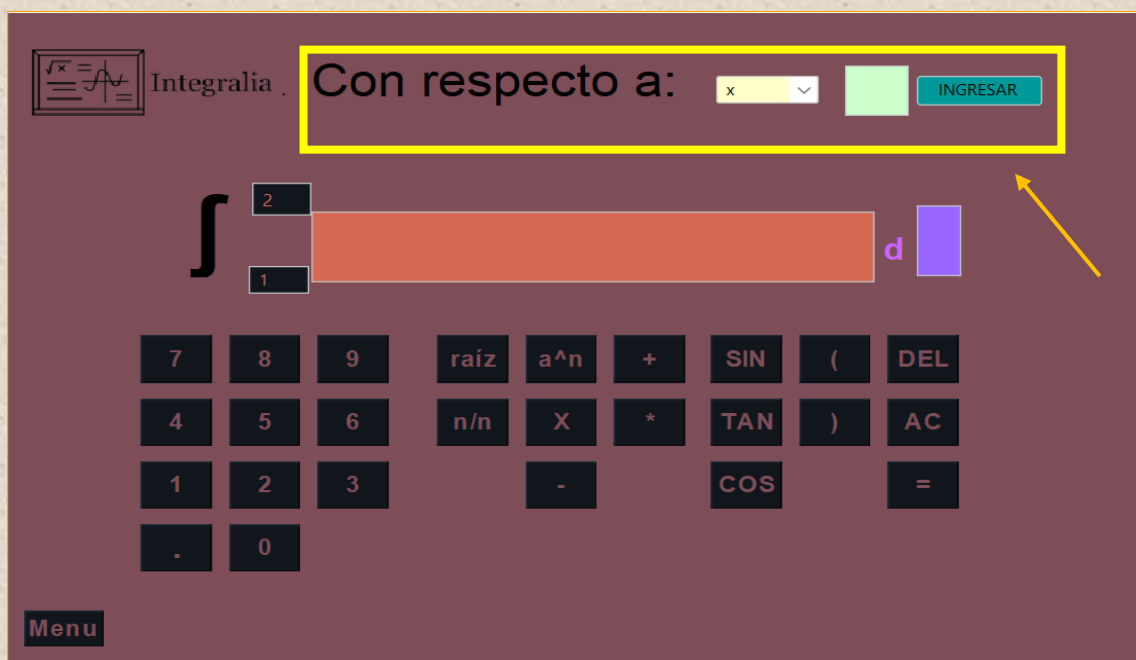 Integralia .
Con respecto a:
x
INGRESAR
∫
2
1
d
7 8 9 raíz a^n + SIN ( DEL
4 5 6 n/n X * TAN ) AC
1 2 3 - COS =
. 0
Menu